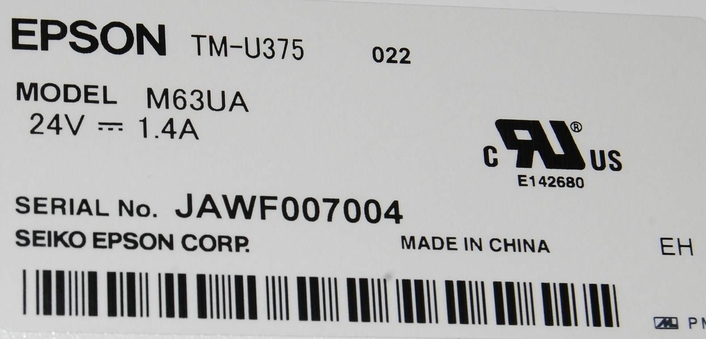 EPSON TM-U375 022
MODEL M63UA
24V ⎓ 1.4A
C RU® US
E142680
SERIAL No. JAWF007004
SEIKO EPSON CORP. MADE IN CHINA EH